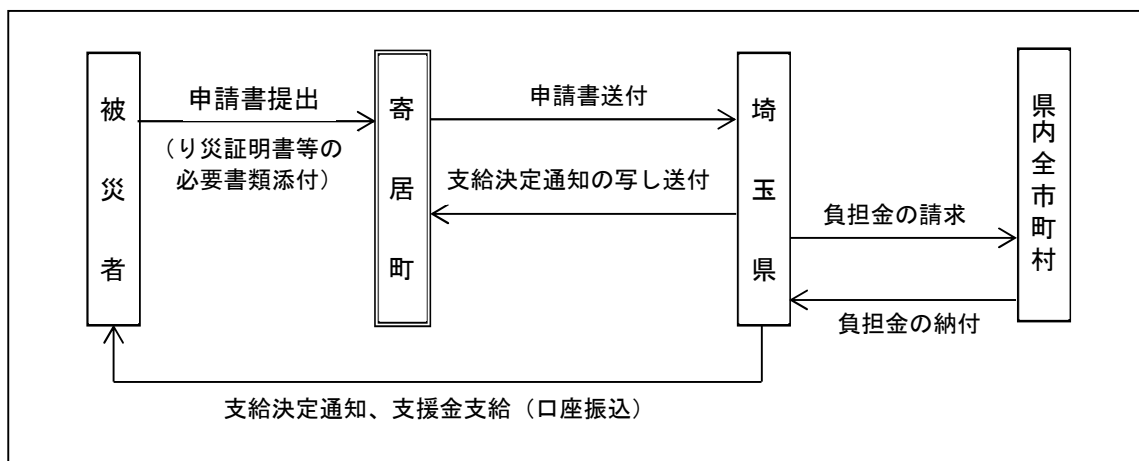 被災者
申請書提出
（り災証明書等の
必要書類添付）
寄居町
申請書送付
支給決定通知の写し送付
埼玉県
負担金の請求
負担金の納付
県内全市町村
支給決定通知、支援金支給（口座振込）